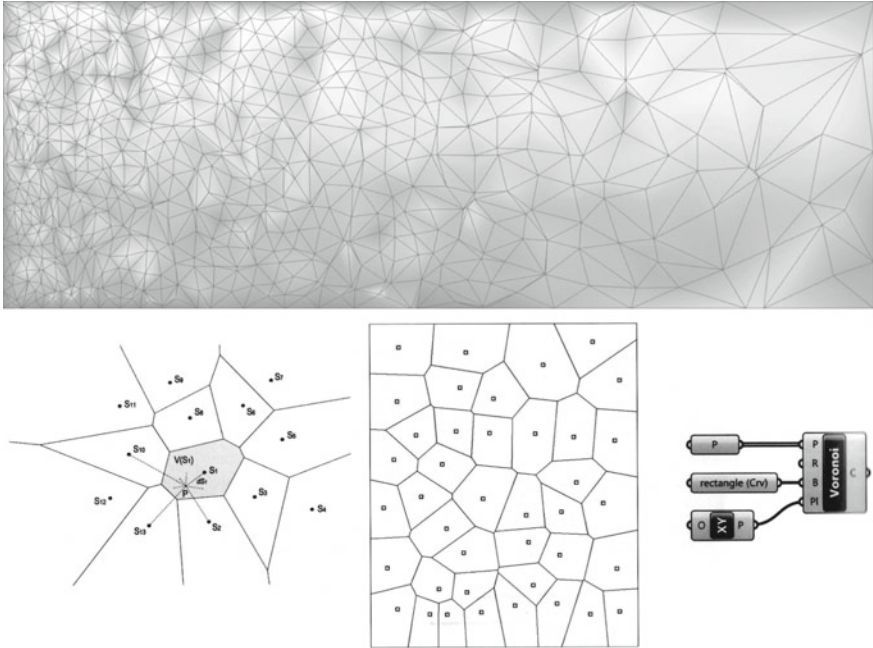 S9
S7
S11
S8
S6
S10
V(S1)
S5
S1
dS1
P
S12
S3
S4
S13
S2
P
P
R
rectangle (Crv)
B
Voronoi
C
O
XY
P
Pl